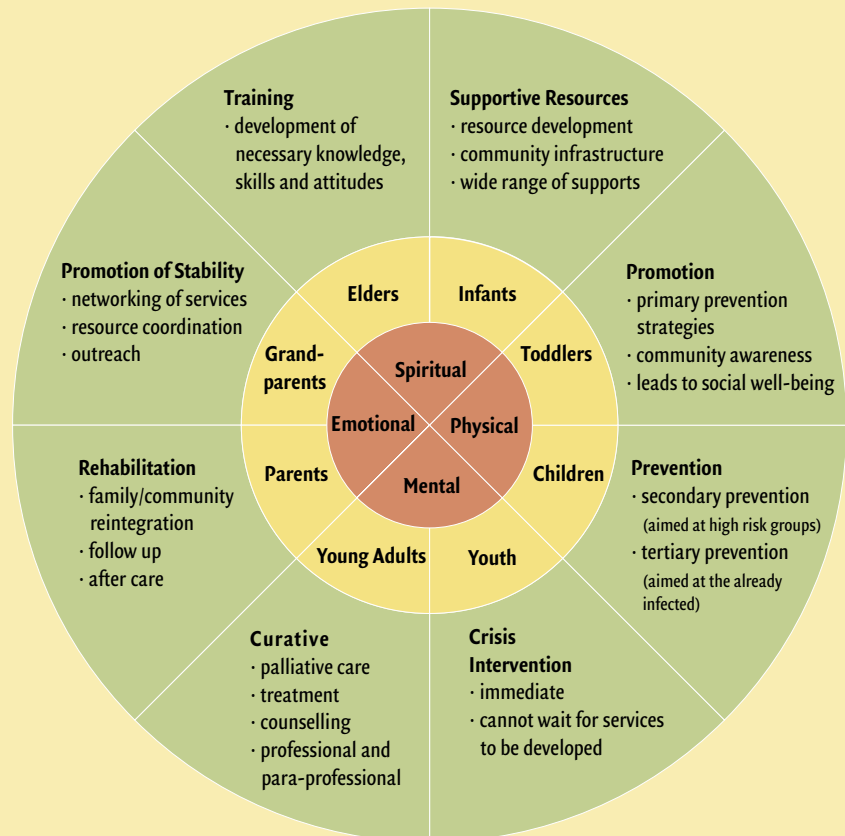 Training
· development of
necessary knowledge,
skills and attitudes
Supportive Resources
· resource development
· community infrastructure
· wide range of supports
Promotion of Stability
· networking of services
· resource coordination
· outreach
Promotion
· primary prevention
strategies
· community awareness
· leads to social well-being
Elders
Infants
Grand-
parents
Toddlers
Spiritual
Emotional
Physical
Mental
Parents
Children
Young Adults
Youth
Rehabilitation
· family/community
reintegration
· follow up
· after care
Prevention
· secondary prevention
(aimed at high risk groups)
· tertiary prevention
(aimed at the already
infected)
Curative
· palliative care
· treatment
· counselling
· professional and
para-professional
Crisis
Intervention
· immediate
· cannot wait for services
to be developed